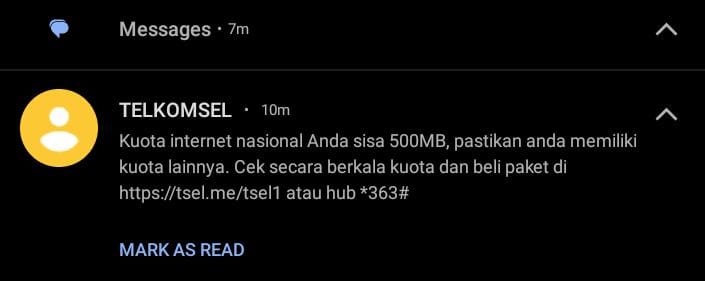 Messages • 7m
TELKOMSEL • 10m
Kuota internet nasional Anda sisa 500MB, pastikan anda memiliki
kuota lainnya. Cek secara berkala kuota dan beli paket di
https://tsel.me/tsel1 atau hub *363#
MARK AS READ